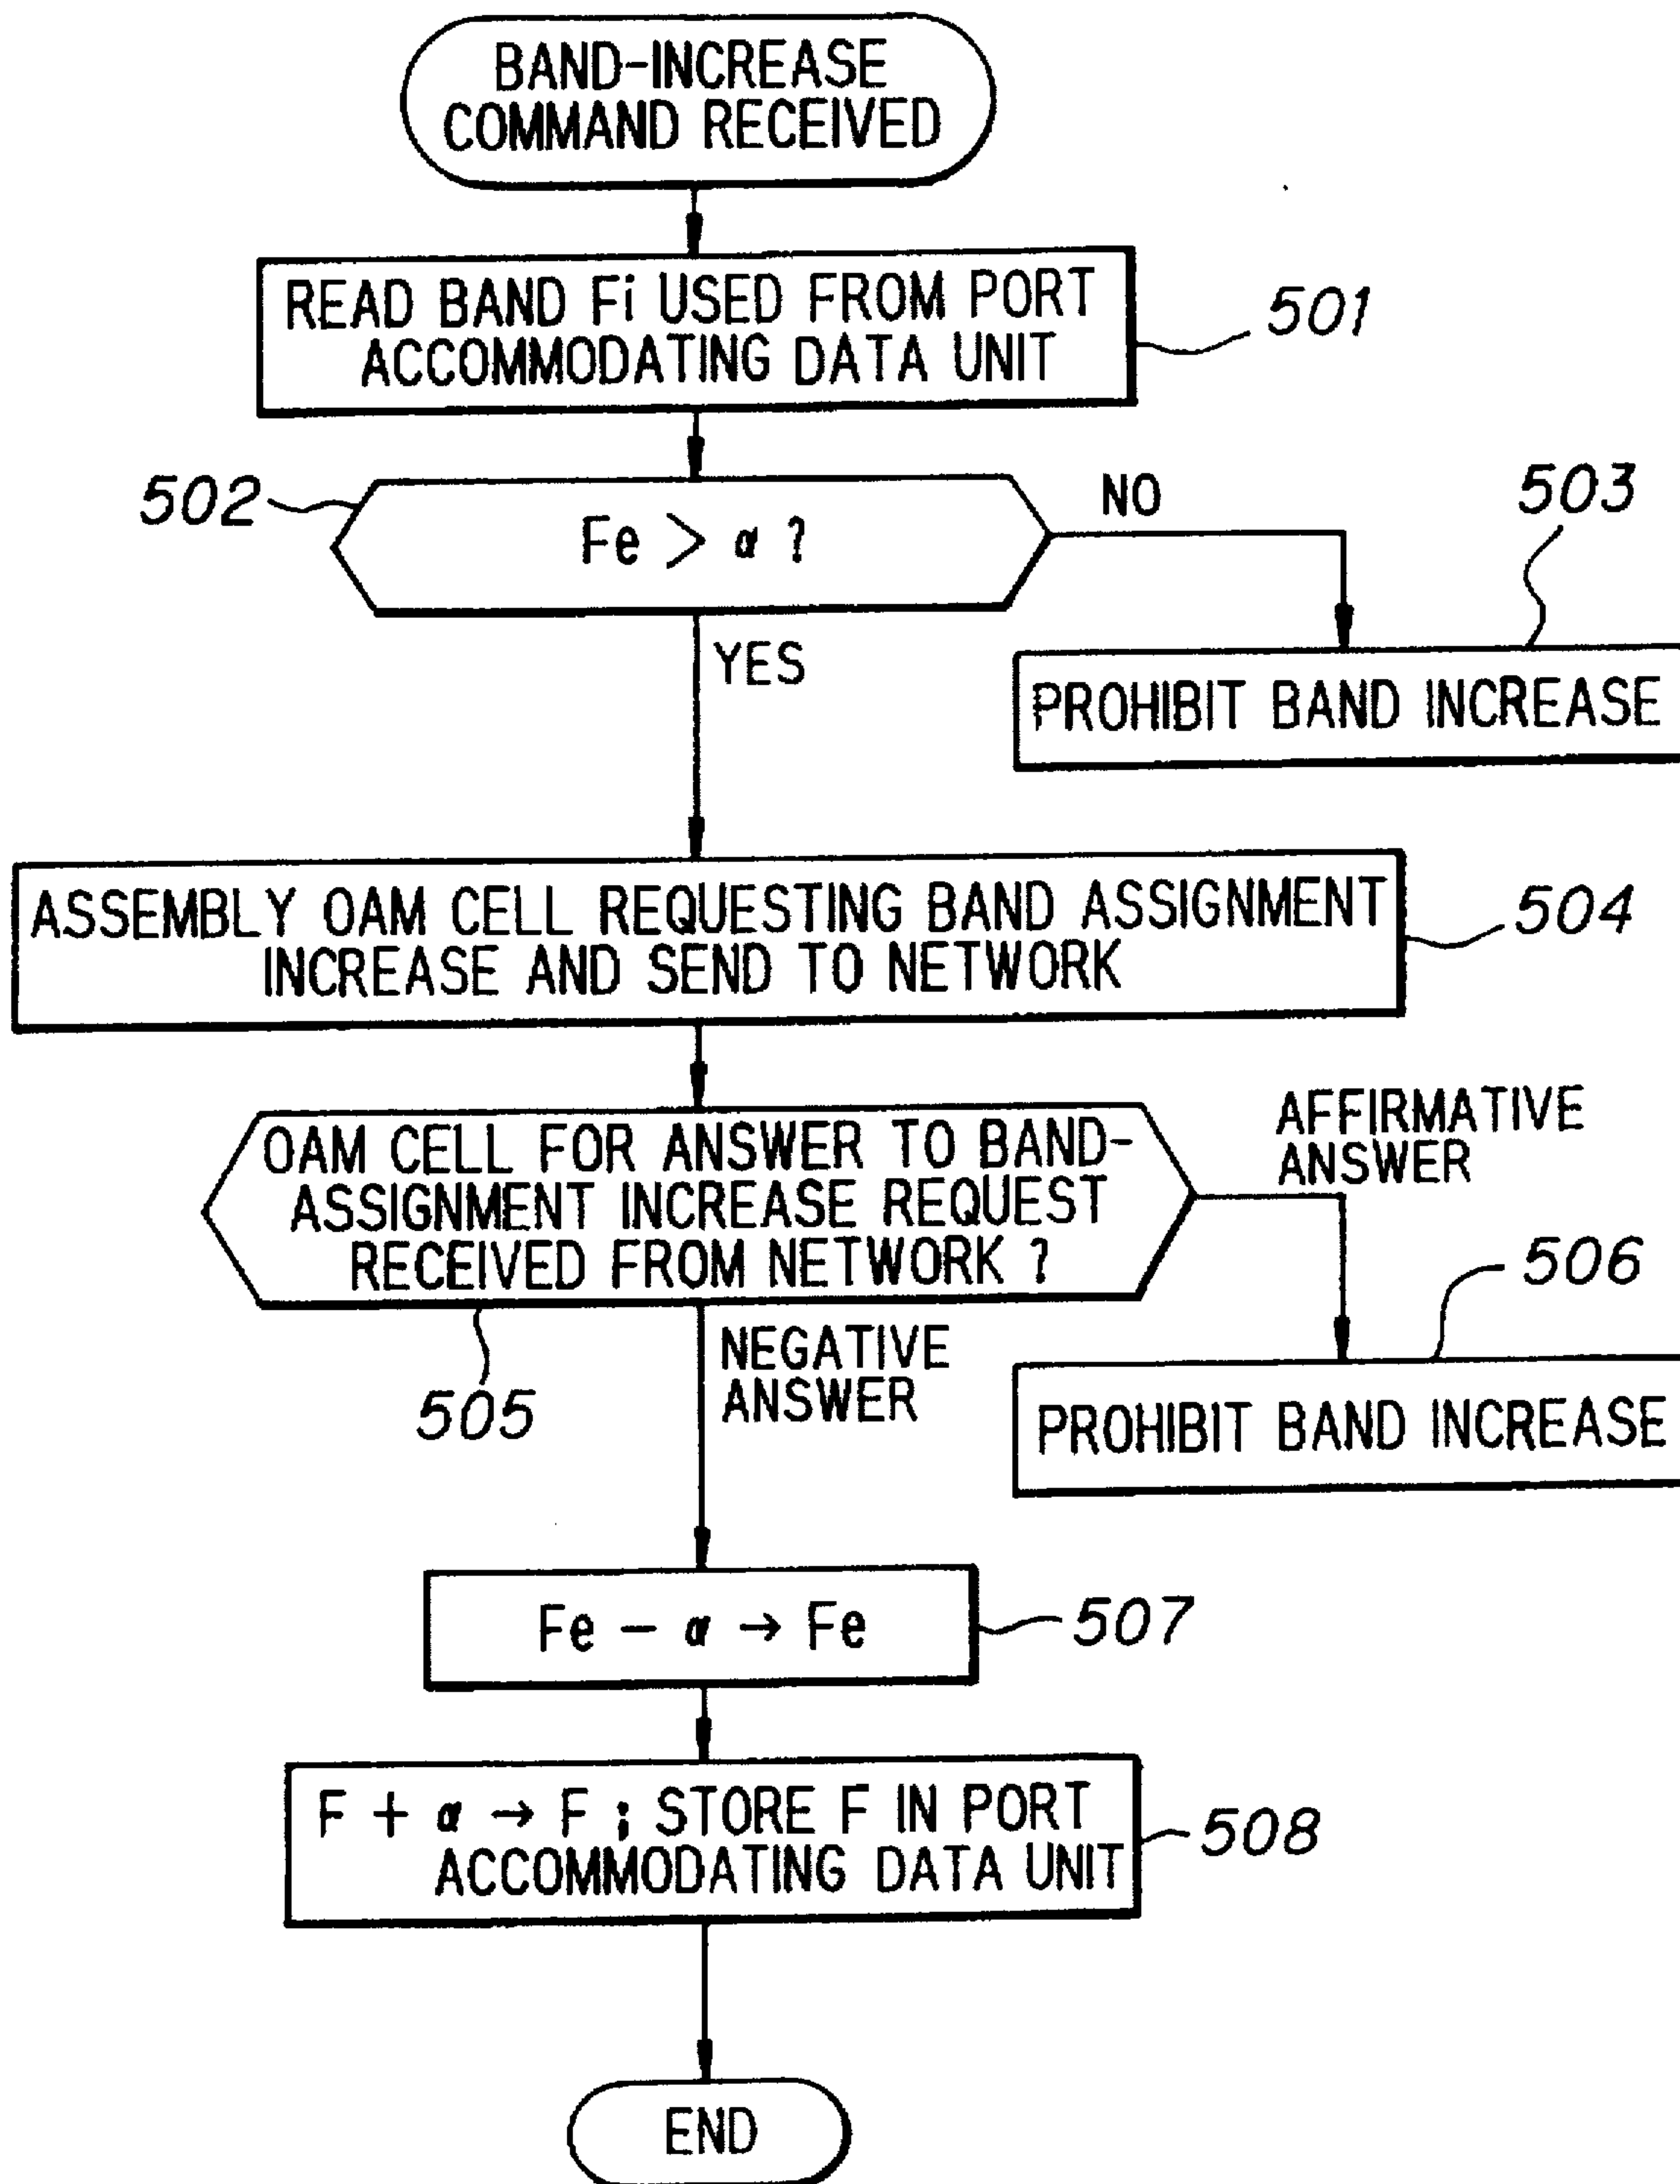 BAND-INCREASE
COMMAND RECEIVED
READ BAND Fi USED FROM PORT
ACCOMMODATING DATA UNIT
501
502
Fe > α ?
NO
503
YES
PROHIBIT BAND INCREASE
ASSEMBLY OAM CELL REQUESTING BAND ASSIGNMENT
INCREASE AND SEND TO NETWORK
504
OAM CELL FOR ANSWER TO BAND-
ASSIGNMENT INCREASE REQUEST
RECEIVED FROM NETWORK ?
AFFIRMATIVE
ANSWER
505
NEGATIVE
ANSWER
506
PROHIBIT BAND INCREASE
Fe - α → Fe
507
F + α → F ; STORE F IN PORT
ACCOMMODATING DATA UNIT
508
END